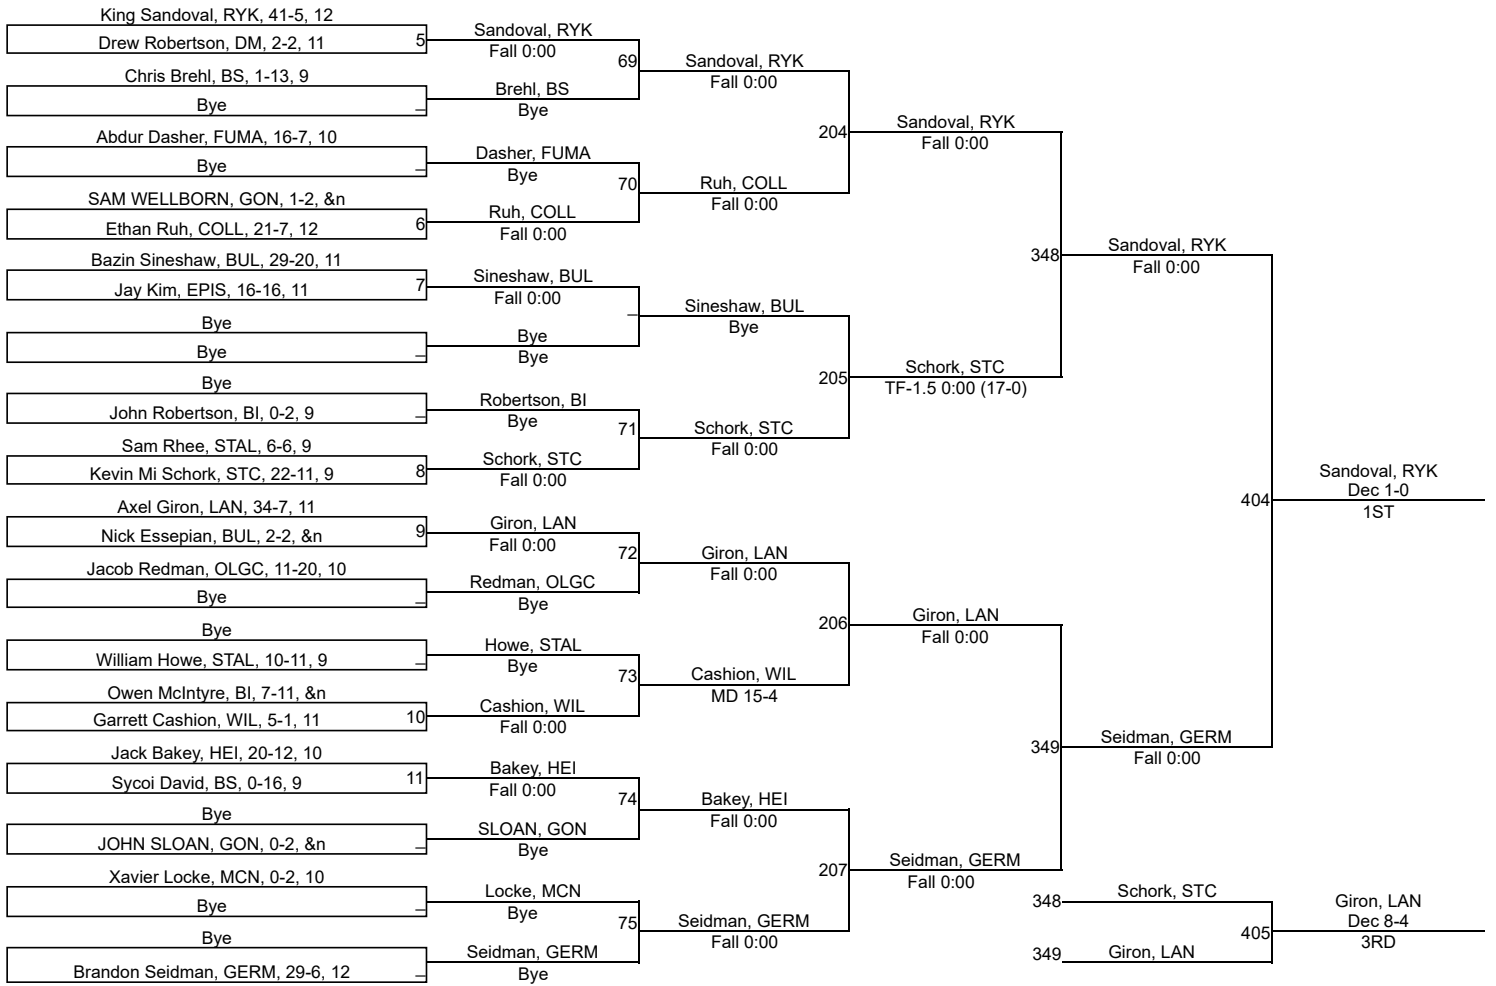 King Sandoval, RYK, 41-5, 12
Drew Robertson, DM, 2-2, 11
5
Chris Brehl, BS, 1-13, 9
Bye
_
Abdur Dasher, FUMA, 16-7, 10
Bye
_
SAM WELLBORN, GON, 1-2, &n
Ethan Ruh, COLL, 21-7, 12
6
Bazin Sineshaw, BUL, 29-20, 11
Jay Kim, EPIS, 16-16, 11
7
Bye
Bye
_
Bye
John Robertson, BI, 0-2, 9
_
Sam Rhee, STAL, 6-6, 9
Kevin Mi Schork, STC, 22-11, 9
8
Axel Giron, LAN, 34-7, 11
Nick Essepian, BUL, 2-2, &n
9
Jacob Redman, OLGC, 11-20, 10
Bye
_
Bye
William Howe, STAL, 10-11, 9
_
Owen McIntyre, BI, 7-11, &n
Garrett Cashion, WIL, 5-1, 11
10
Jack Bakey, HEI, 20-12, 10
Sycoi David, BS, 0-16, 9
11
Bye
JOHN SLOAN, GON, 0-2, &n
_
Xavier Locke, MCN, 0-2, 10
Bye
_
Bye
Brandon Seidman, GERM, 29-6, 12
_
Sandoval, RYK
Fall 0:00
69
Brehl, BS
Bye
Dasher, FUMA
Bye
70
Ruh, COLL
Fall 0:00
Sineshaw, BUL
Fall 0:00
_
Bye
Bye
Robertson, BI
Bye
71
Schork, STC
Fall 0:00
Giron, LAN
Fall 0:00
72
Redman, OLGC
Bye
Howe, STAL
Bye
73
Cashion, WIL
Fall 0:00
Bakey, HEI
Fall 0:00
74
SLOAN, GON
Bye
Locke, MCN
Bye
75
Seidman, GERM
Bye
Sandoval, RYK
Fall 0:00
204
Ruh, COLL
Fall 0:00
Sineshaw, BUL
Bye
205
Schork, STC
Fall 0:00
Giron, LAN
Fall 0:00
206
Cashion, WIL
MD 15-4
Bakey, HEI
Fall 0:00
207
Seidman, GERM
Fall 0:00
Sandoval, RYK
Fall 0:00
348
Schork, STC
TF-1.5 0:00 (17-0)
Giron, LAN
Fall 0:00
349
Seidman, GERM
Fall 0:00
Sandoval, RYK
Fall 0:00
404
Seidman, GERM
Fall 0:00
Sandoval, RYK
Dec 1-0
1ST
348
Schork, STC
405
349
Giron, LAN
Giron, LAN
Dec 8-4
3RD